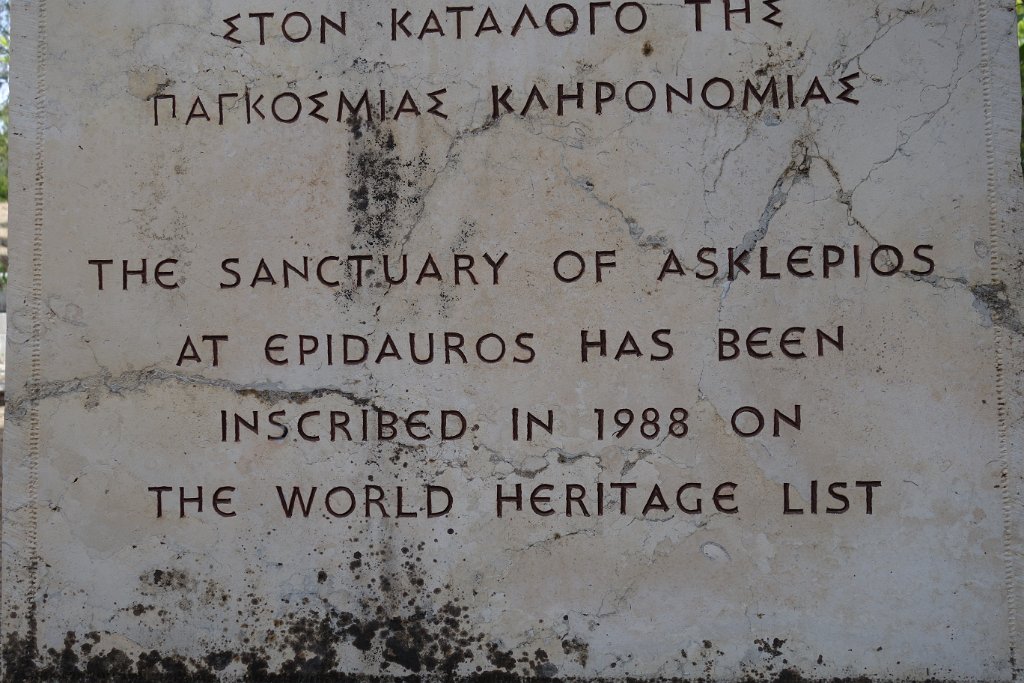 ΣΤΟΝ ΚΑΤΑΛΟΓΟ ΤΗΣ
ΠΑΓΚΟΣΜΙΑΣ ΚΛΗΡΟΝΟΜΙΑΣ
THE SANCTUARY OF ASKLEPIOS
AT EPIDAUROS HAS BEEN
INSCRIBED IN 1988 ON
THE WORLD HERITAGE LIST